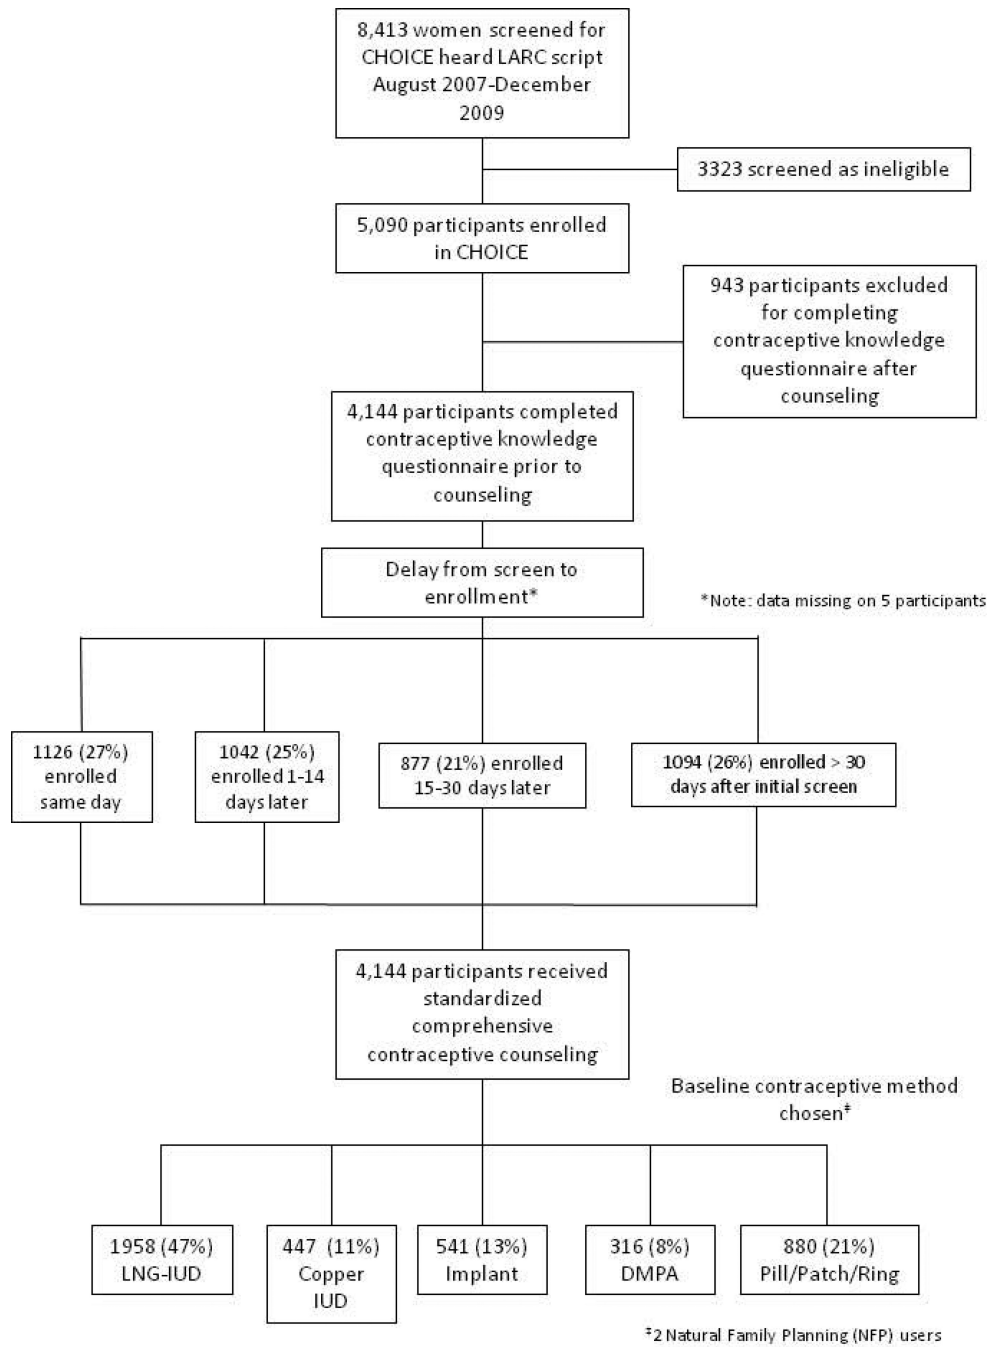 8,413 women screened for
CHOICE heard LARC script
August 2007-December
2009
3323 screened as ineligible
5,090 participants enrolled
in CHOICE
943 participants excluded
for completing
contraceptive knowledge
questionnaire after
counseling
4,144 participants completed
contraceptive knowledge
questionnaire prior to
counseling
Delay from screen to
enrollment*
*Note: data missing on 5 participants
1126 (27%)
enrolled
same day
1042 (25%)
enrolled 1-14
days later
877 (21%) enrolled
15-30 days later
1094 (26%) enrolled > 30
days after initial screen
4,144 participants received
standardized
comprehensive
contraceptive counseling
Baseline contraceptive method
chosen‡
1958 (47%)
LNG-IUD
447 (11%)
Copper
IUD
541 (13%)
Implant
316 (8%)
DMPA
880 (21%)
Pill/Patch/Ring
‡2 Natural Family Planning (NFP) users